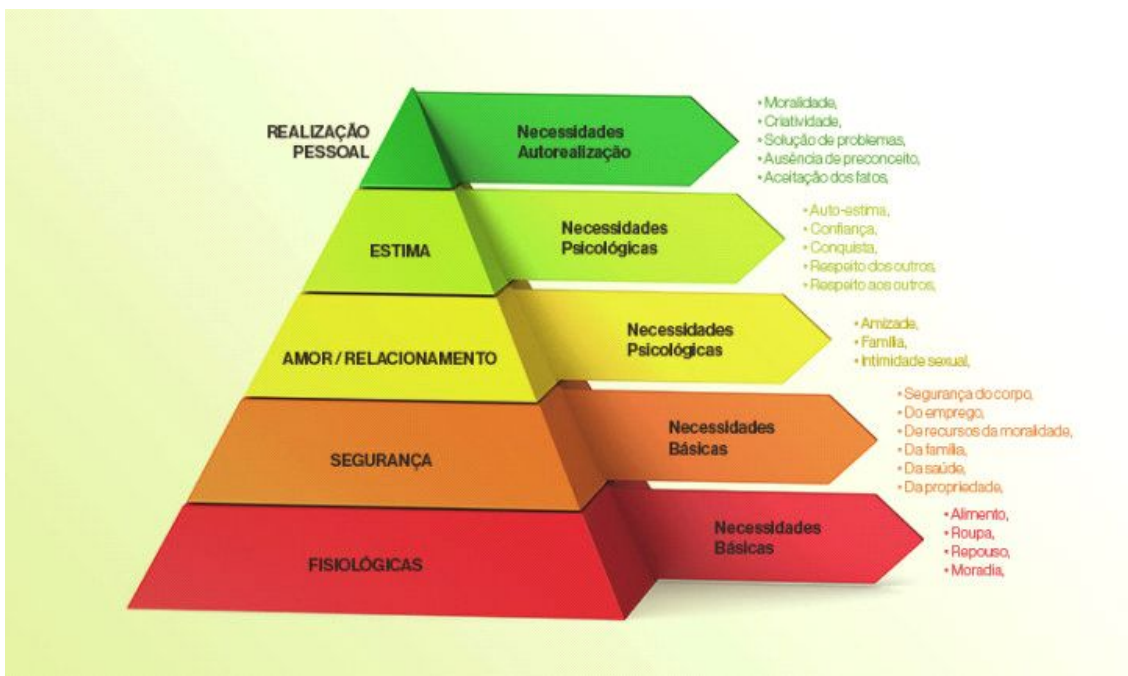 REALIZAÇÃO
PESSOAL
Necessidades
Autorealização
• Moralidade,
• Criatividade,
• Solução de problemas,
• Ausência de preconceito,
• Aceitação dos fatos,
ESTIMA
Necessidades
Psicológicas
• Auto-estima,
• Confiança,
• Conquista,
• Respeito dos outros,
• Respeito aos outros,
AMOR / RELACIONAMENTO
Necessidades
Psicológicas
• Amizade,
• Família,
• Intimidade sexual,
SEGURANÇA
Necessidades
Básicas
• Segurança do corpo,
• Do emprego,
• De recursos da moralidade,
• Da família,
• Da saúde,
• Da propriedade,
FISIOLÓGICAS
Necessidades
Básicas
• Alimento,
• Roupa,
• Repouso,
• Moradia,